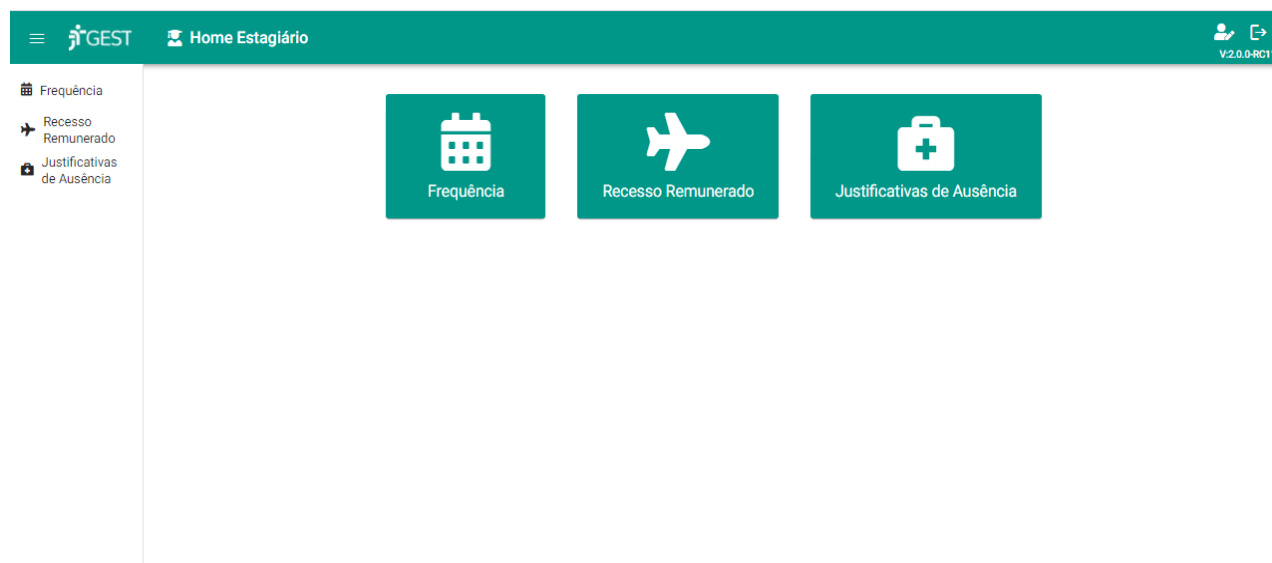 GEST
Home Estagiário
V:2.0.0-RC1
Frequência
Recesso
Remunerado
Justificativas
de Ausência
Frequência
Recesso Remunerado
Justificativas de Ausência